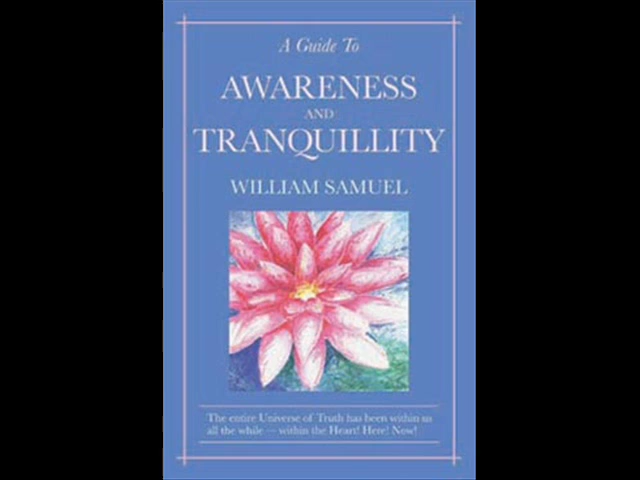 A Guide To
AWARENESS
AND
TRANQUILLITY
WILLIAM SAMUEL
The entire Universe of Truth has been within us
all the while — within the Heart! Here! Now!